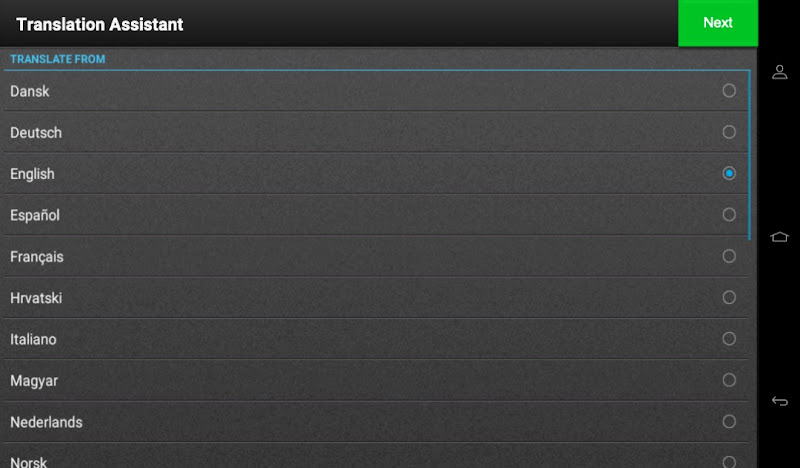 Translation Assistant
Next
TRANSLATE FROM
Dansk
Deutsch
English
Español
Français
Hrvatski
Italiano
Magyar
Nederlands
Norsk